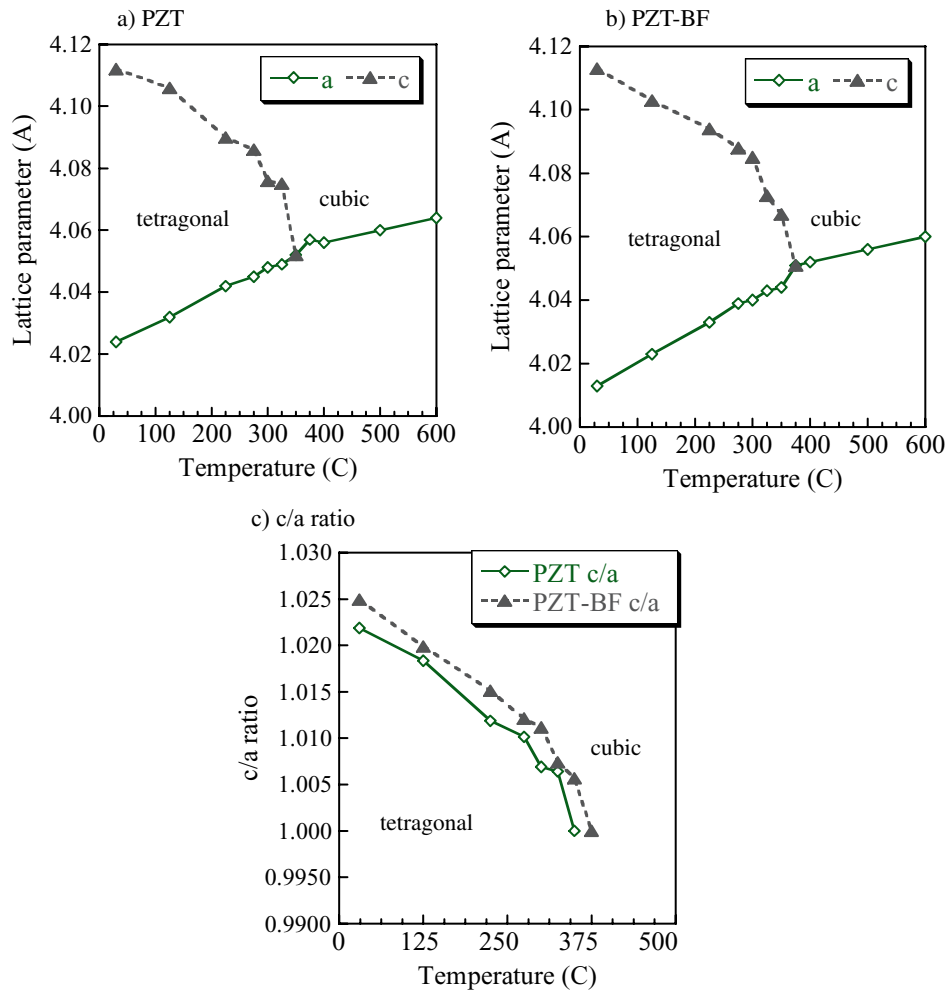 a) PZT
4.12
4.10
4.08
4.06
4.04
4.02
4.00
Lattice parameter (A)
a c
tetragonal
cubic
0 100 200 300 400 500 600
Temperature (C)
b) PZT-BF
4.12
4.10
4.08
4.06
4.04
4.02
4.00
Lattice parameter (A)
a c
tetragonal
cubic
0 100 200 300 400 500 600
Temperature (C)
c) c/a ratio
1.030
1.025
1.020
1.015
1.010
1.005
1.000
0.9950
0.9900
c/a ratio
PZT c/a
PZT-BF c/a
cubic
tetragonal
0 125 250 375 500
Temperature (C)